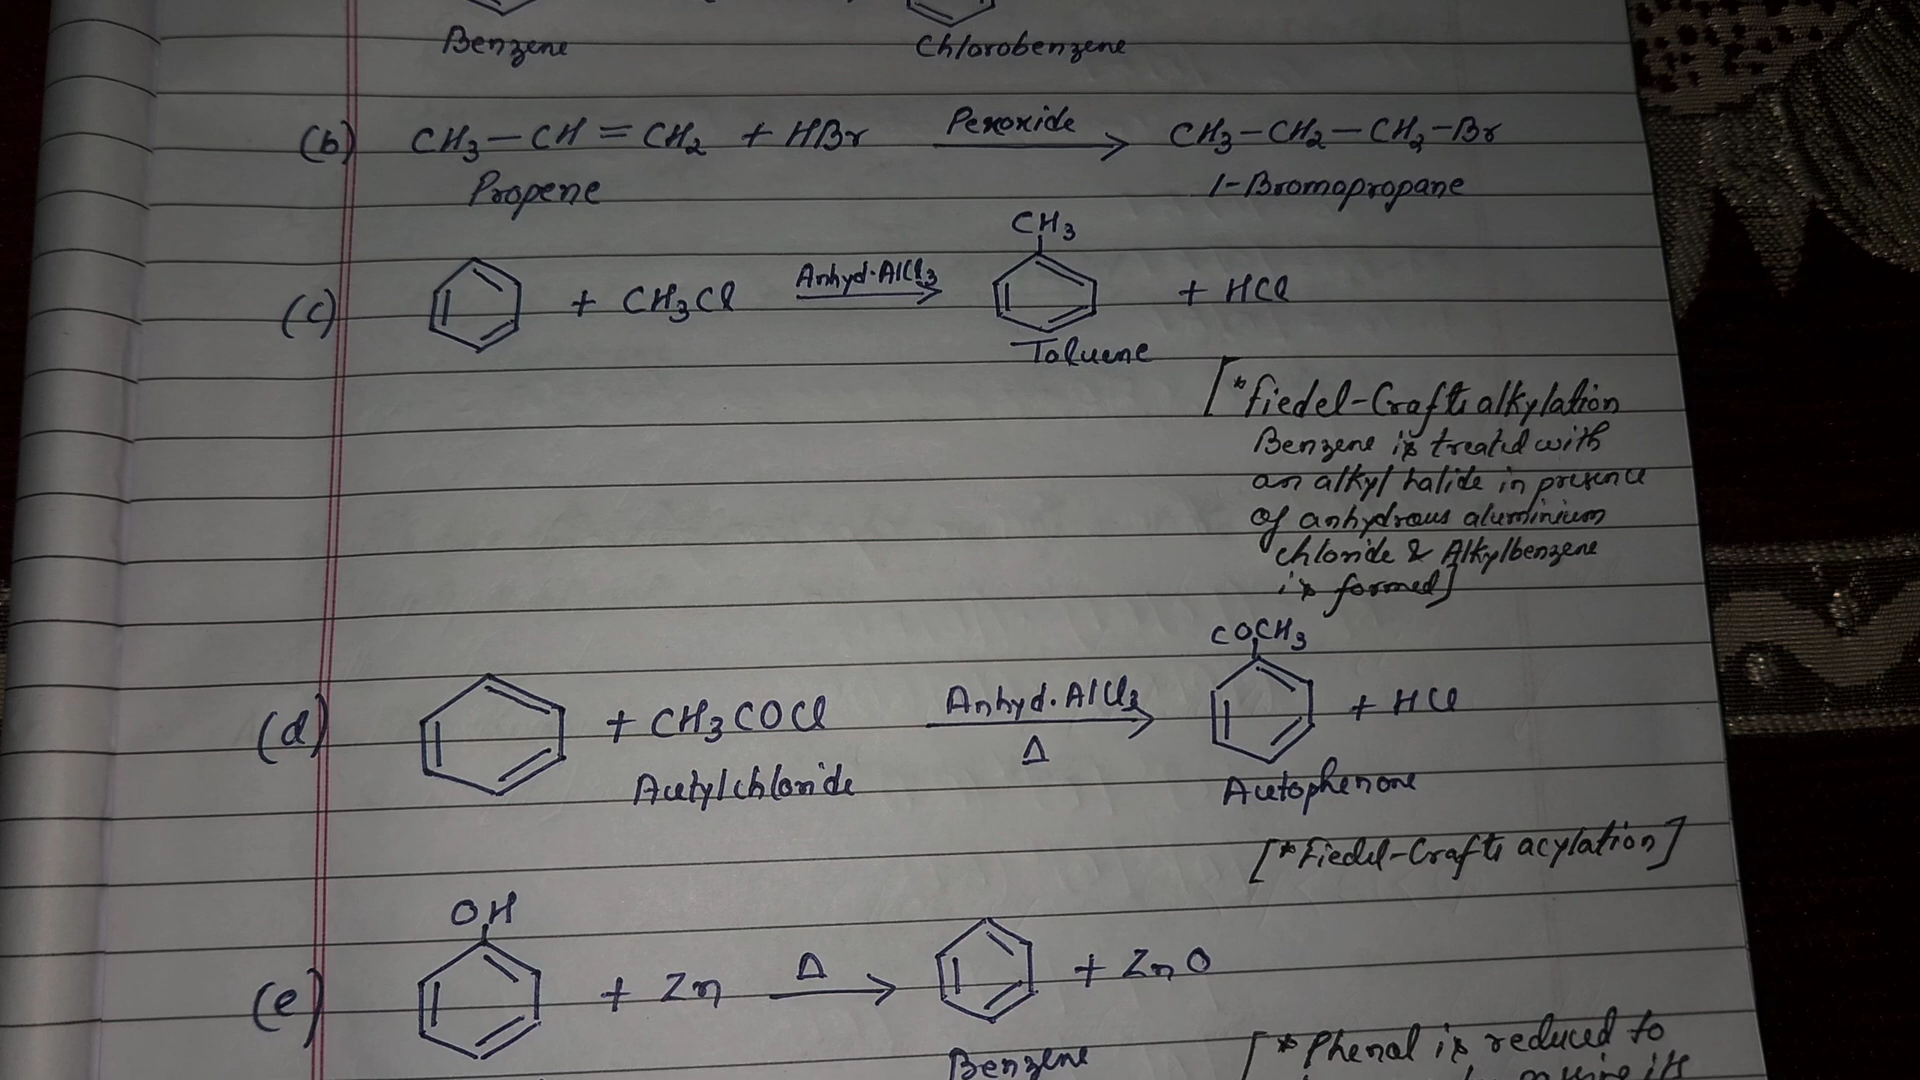 Benzene Chlorobenzene
(b) CH3-CH=CH2 + HBr Peroxide → CH3-CH2-CH2-Br
Propene 1-Bromopropane
CH3
(c) + CH3Cl Anhyd·AlCl3 → + HCl
Toluene
[*Fiedel-Crafts alkylation
Benzene is treated with
an alkyl halide in presence
of anhydrous aluminium
chloride & Alkylbenzene
is formed]
COCH3
(d) + CH3COCl Anhyd. AlCl3 → Δ + HCl
Acetylchloride Acetophenone
[*Fiedel-Crafts acylation]
OH
(e) + Zn Δ → + ZnO
Benzene [*Phenol is reduced to